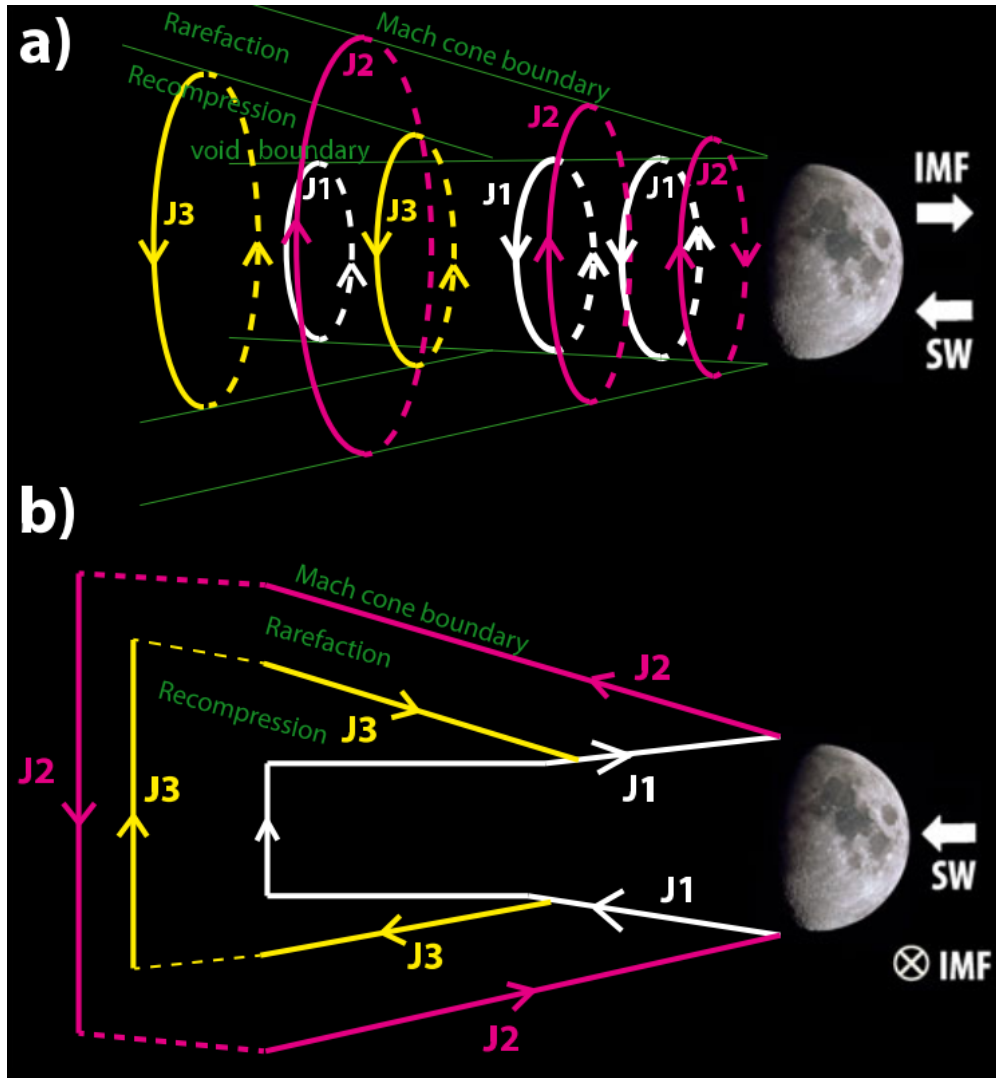 a)
Rarefaction
Mach cone boundary
J2
Recompression
J2
void boundary
IMF
J1
J1
J1
J2
J3
J3
SW
b)
Mach cone boundary
Rarefaction
J2
Recompression
J3
J1
J2
J3
J1
SW
J3
IMF
J2